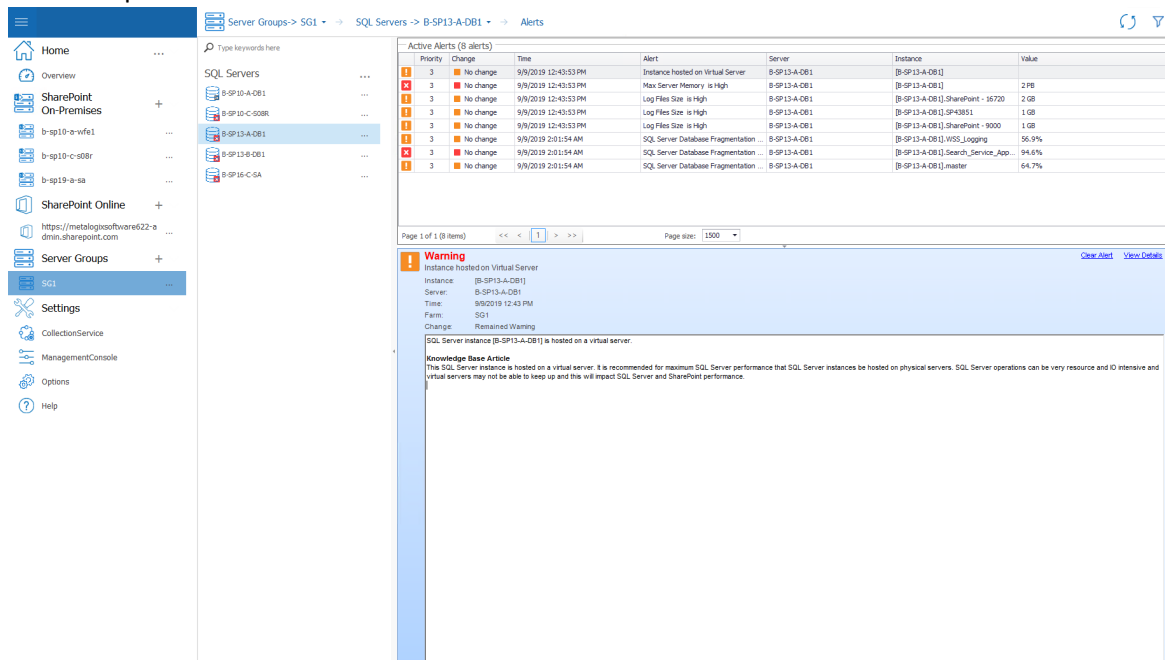 Server Groups-> SG1
SQL Servers -> B-SP13-A-DB1
Alerts
Home
...
Overview
SharePoint
On-Premises
+
b-sp10-a-wfe1
...
b-sp10-c-s08r
...
b-sp19-a-sa
...
SharePoint Online
+
https://metalogixsoftware622-a
dmin.sharepoint.com
...
Server Groups
+
SG1
...
Settings
CollectionService
ManagementConsole
Options
? Help
Type keywords here
SQL Servers
...
B-SP10-A-DB1
...
B-SP10-C-S08R
...
B-SP13-A-DB1
...
B-SP13-B-DB1
...
B-SP16-C-SA
...
Active Alerts (8 alerts)
Priority Change Time Alert Server Instance Value
! 3 No change 9/9/2019 12:43:53 PM Instance hosted on Virtual Server B-SP13-A-DB1 [B-SP13-A-DB1]
x 3 No change 9/9/2019 12:43:53 PM Max Server Memory is High B-SP13-A-DB1 [B-SP13-A-DB1] 2 PB
! 3 No change 9/9/2019 12:43:53 PM Log Files Size is High B-SP13-A-DB1 [B-SP13-A-DB1].SharePoint - 16720 2 GB
! 3 No change 9/9/2019 12:43:53 PM Log Files Size is High B-SP13-A-DB1 [B-SP13-A-DB1].SP43851 1 GB
! 3 No change 9/9/2019 12:43:53 PM Log Files Size is High B-SP13-A-DB1 [B-SP13-A-DB1].SharePoint - 9000 1 GB
! 3 No change 9/9/2019 2:01:54 AM SQL Server Database Fragmentation ... B-SP13-A-DB1 [B-SP13-A-DB1].WSS_Logging 56.9%
x 3 No change 9/9/2019 2:01:54 AM SQL Server Database Fragmentation ... B-SP13-A-DB1 [B-SP13-A-DB1].Search_Service_App... 94.6%
! 3 No change 9/9/2019 2:01:54 AM SQL Server Database Fragmentation ... B-SP13-A-DB1 [B-SP13-A-DB1].master 64.7%
Page 1 of 1 (8 items) << < 1 > >> Page size: 1500
! Warning
Clear Alert View Details
Instance hosted on Virtual Server
Instance: [B-SP13-A-DB1]
Server: B-SP13-A-DB1
Time: 9/9/2019 12:43 PM
Farm: SG1
Change: Remained Warning
SQL Server instance [B-SP13-A-DB1] is hosted on a virtual server.
Knowledge Base Article
This SQL Server instance is hosted on a virtual server. It is recommended for maximum SQL Server performance that SQL Server instances be hosted on physical servers. SQL Server operations can be very resource and IO intensive and
virtual servers may not be able to keep up and this will impact SQL Server and SharePoint performance.